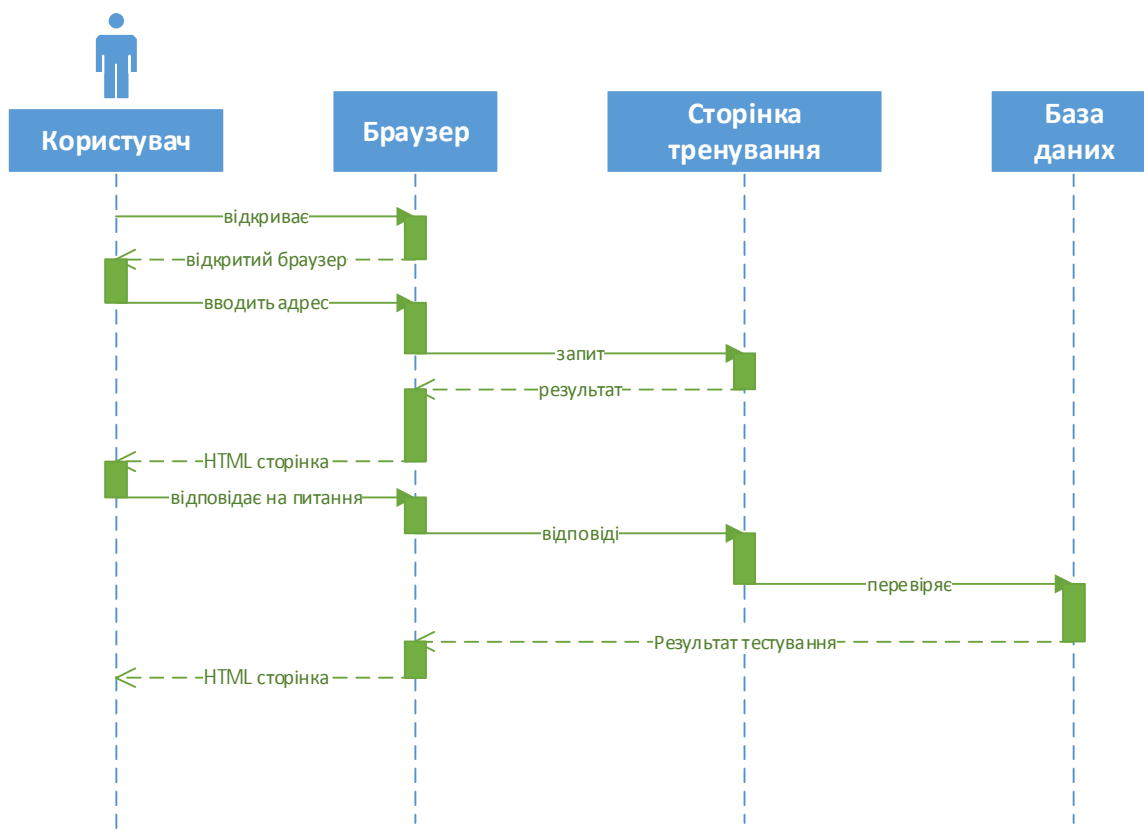 Користувач
Браузер
Сторінка
тренування
База
даних
відкриває
відкритий браузер
вводить адрес
запит
результат
HTML сторінка
відповідає на питання
відповіді
перевіряє
Результат тестування
HTML сторінка